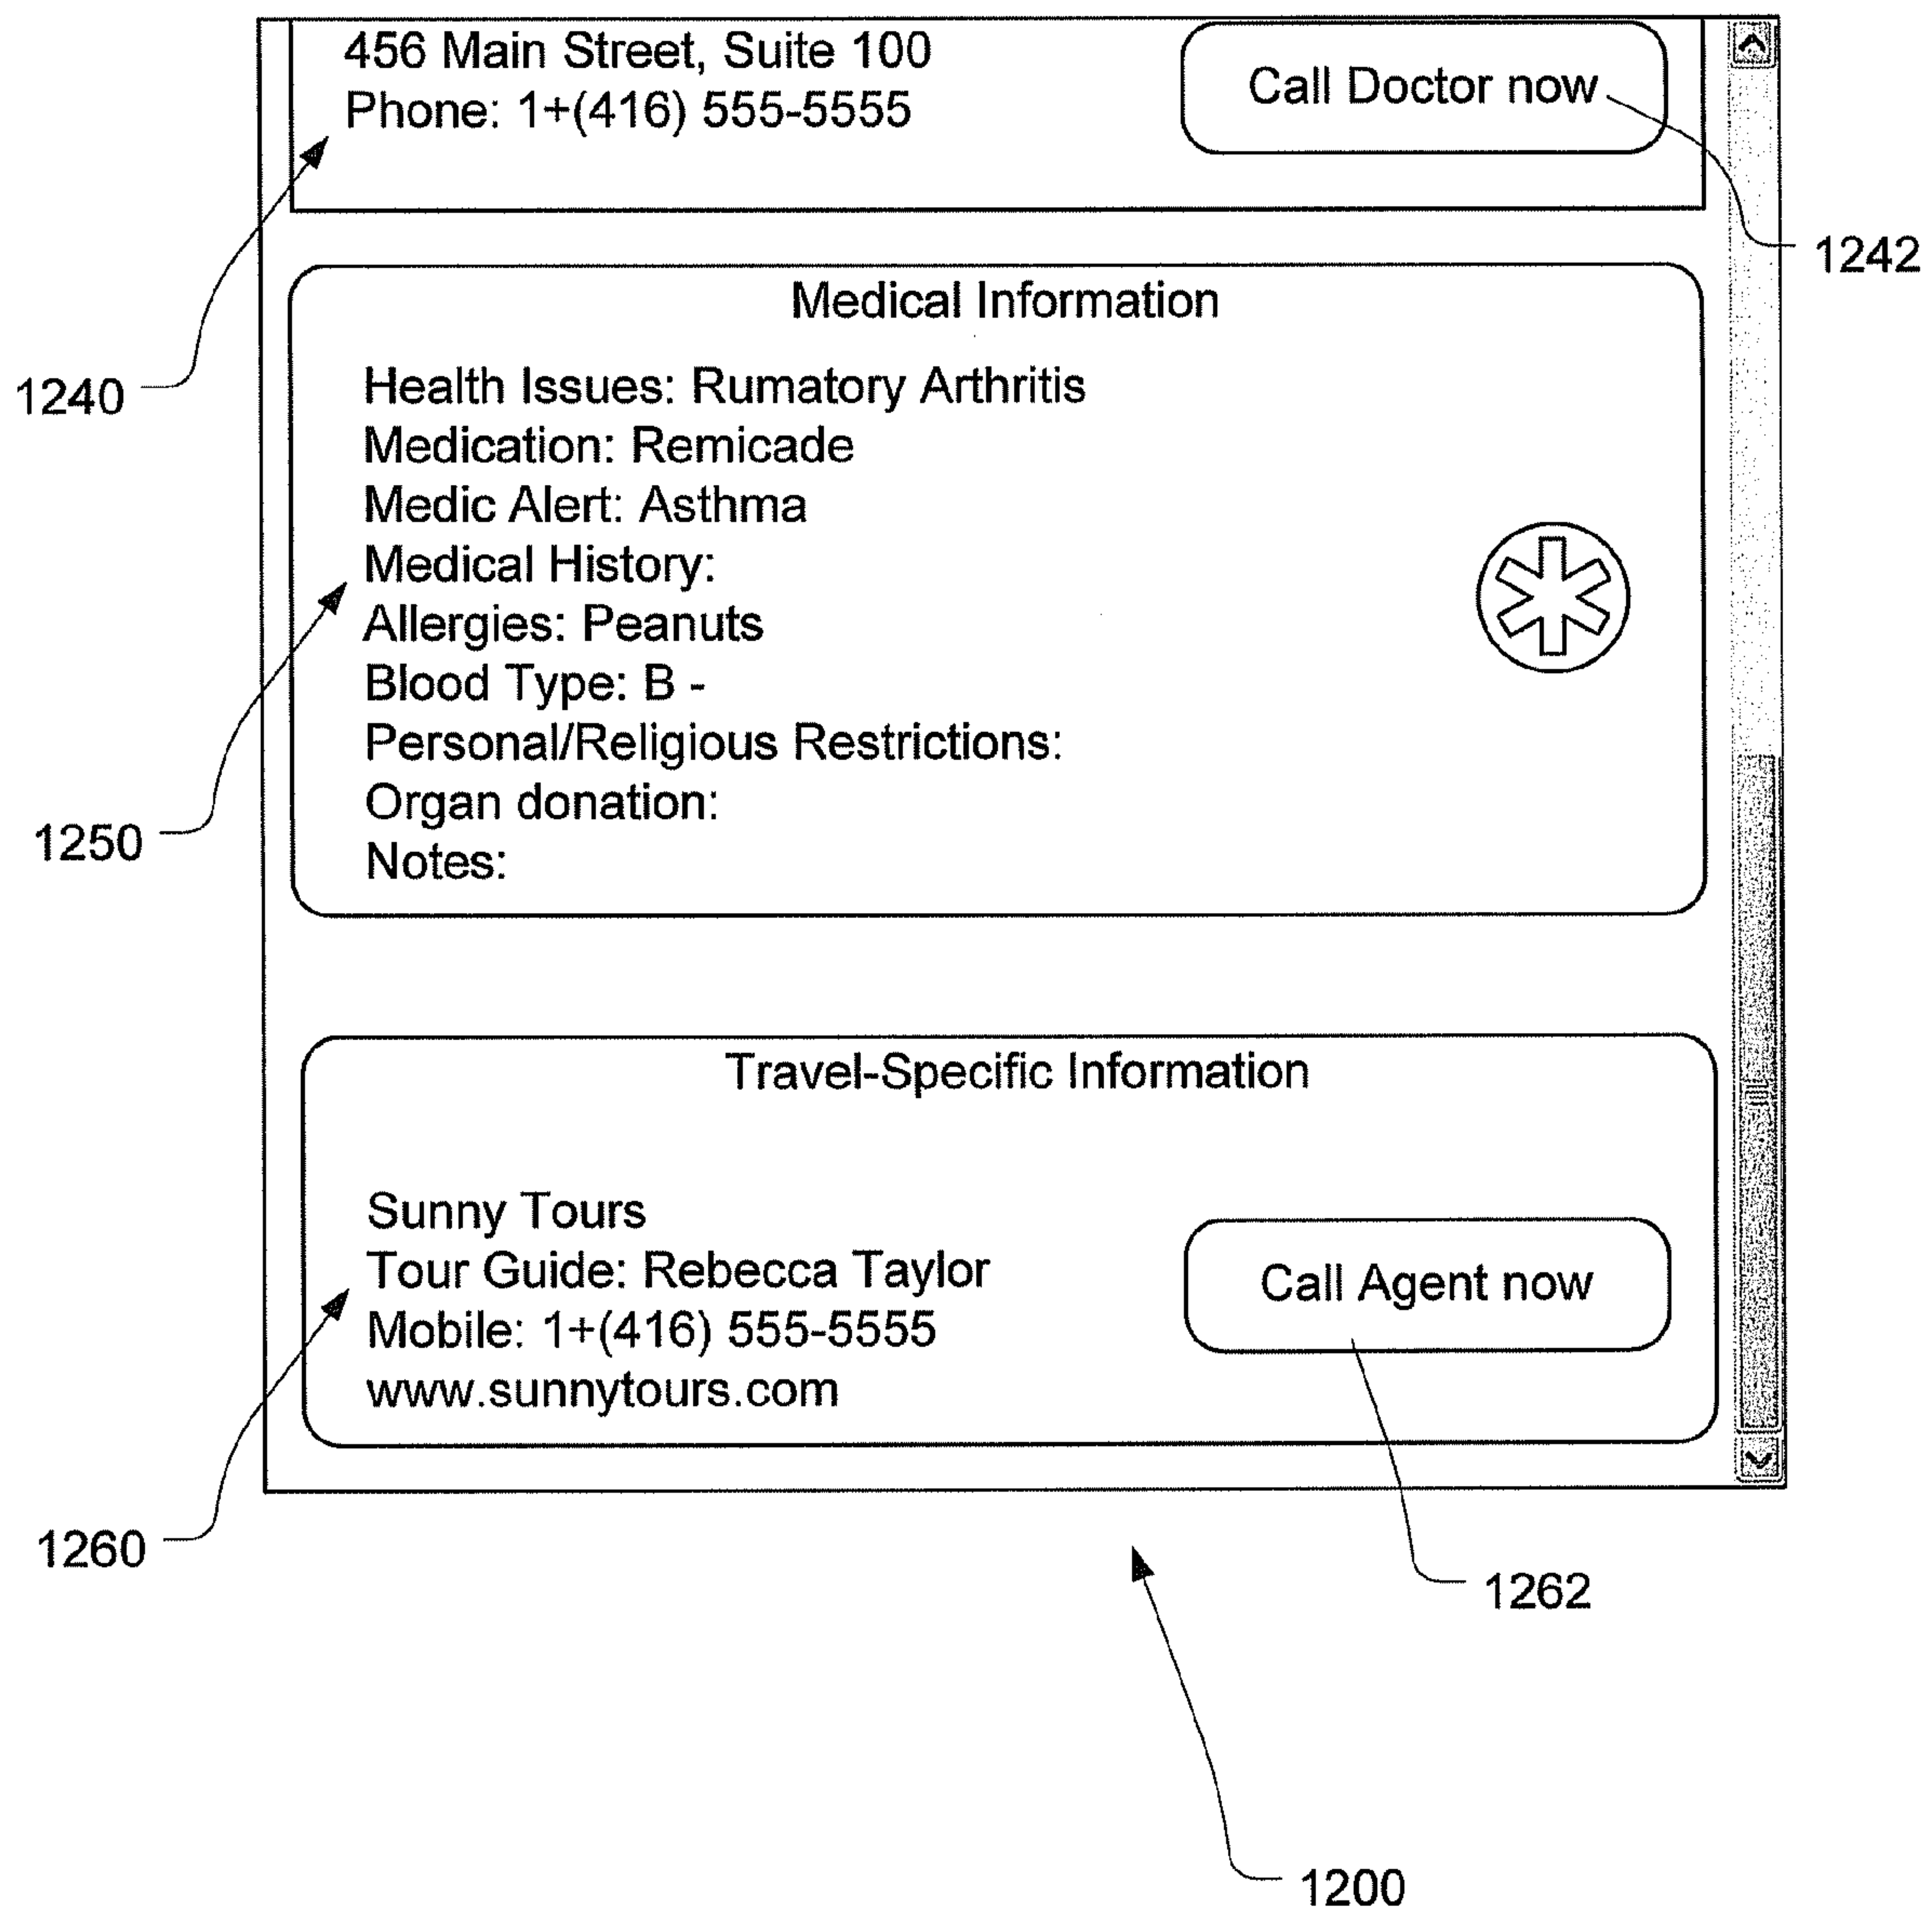 456 Main Street, Suite 100
Phone: 1+(416) 555-5555
Call Doctor now
1242
1240
Medical Information
Health Issues: Rumatory Arthritis
Medication: Remicade
Medic Alert: Asthma
Medical History:
Allergies: Peanuts
Blood Type: B -
Personal/Religious Restrictions:
Organ donation:
Notes:
1250
Travel-Specific Information
Sunny Tours
Tour Guide: Rebecca Taylor
Mobile: 1+(416) 555-5555
www.sunnytours.com
Call Agent now
1260
1262
1200